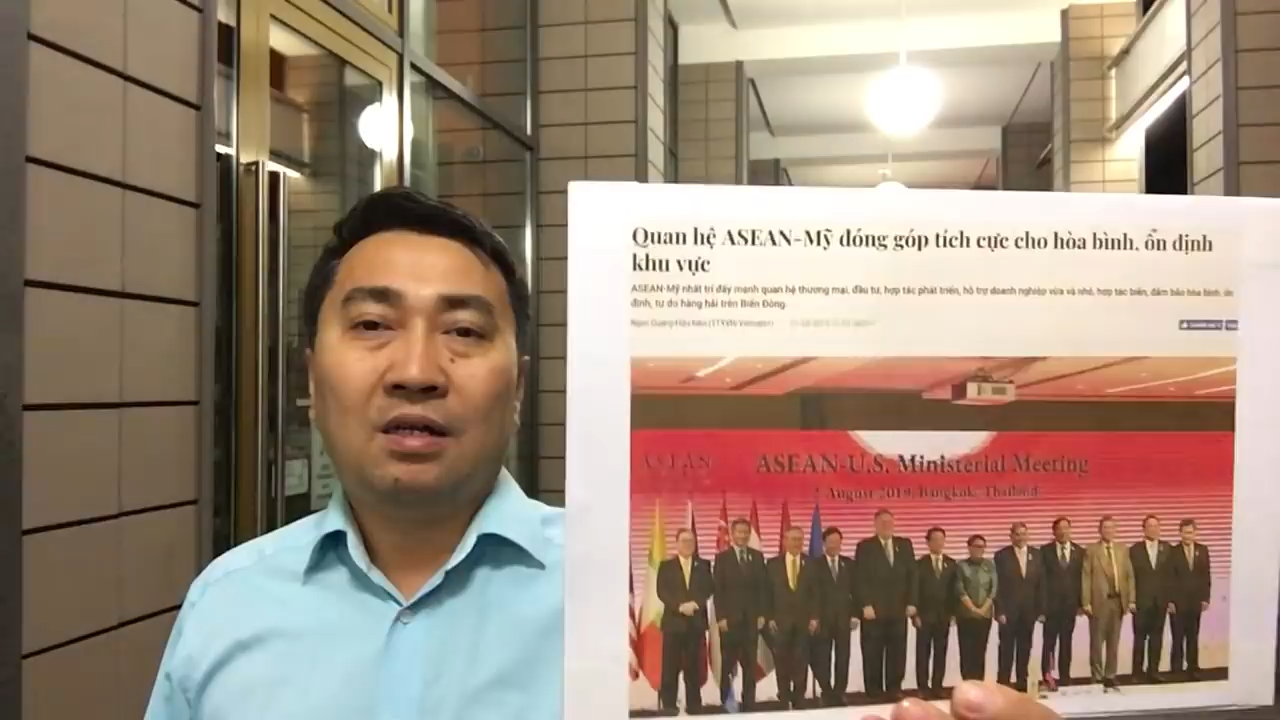 Quan hệ ASEAN-Mỹ đóng góp tích cực cho hòa bình, ổn định
khu vực
ASEAN-Mỹ nhất trí đẩy mạnh quan hệ thương mại, đầu tư, hợp tác phát triển, hỗ trợ doanh nghiệp vừa và nhỏ, hợp tác biển, đảm bảo hòa bình, ổn
định, tự do hàng hải trên Biển Đông.
ASEAN
ASEAN-U.S. Ministerial Meeting
August 2019, Bangkok, Thailand